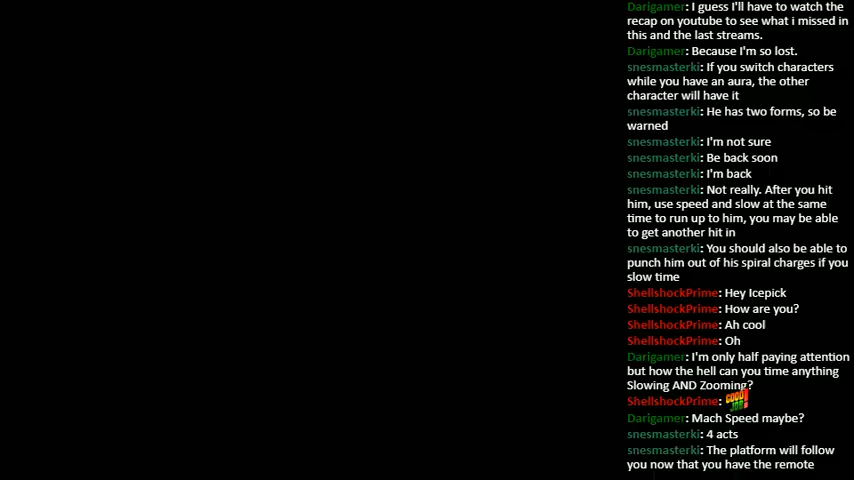 Darigamer: I guess I'll have to watch the
recap on youtube to see what i missed in
this and the last streams.
Darigamer: Because I'm so lost.
snesmasterki: If you switch characters
while you have an aura, the other
character will have it
snesmasterki: He has two forms, so be
warned
snesmasterki: I'm not sure
snesmasterki: Be back soon
snesmasterki: I'm back
snesmasterki: Not really. After you hit
him, use speed and slow at the same
time to run up to him, you may be able
to get another hit in
snesmasterki: You should also be able to
punch him out of his spiral charges if you
slow time
ShellshockPrime: Hey Icepick
ShellshockPrime: How are you?
ShellshockPrime: Ah cool
ShellshockPrime: Oh
Darigamer: I'm only half paying attention
but how the hell can you time anything
Slowing AND Zooming?
ShellshockPrime: GOOD JOB!
Darigamer: Mach Speed maybe?
snesmasterki: 4 acts
snesmasterki: The platform will follow
you now that you have the remote